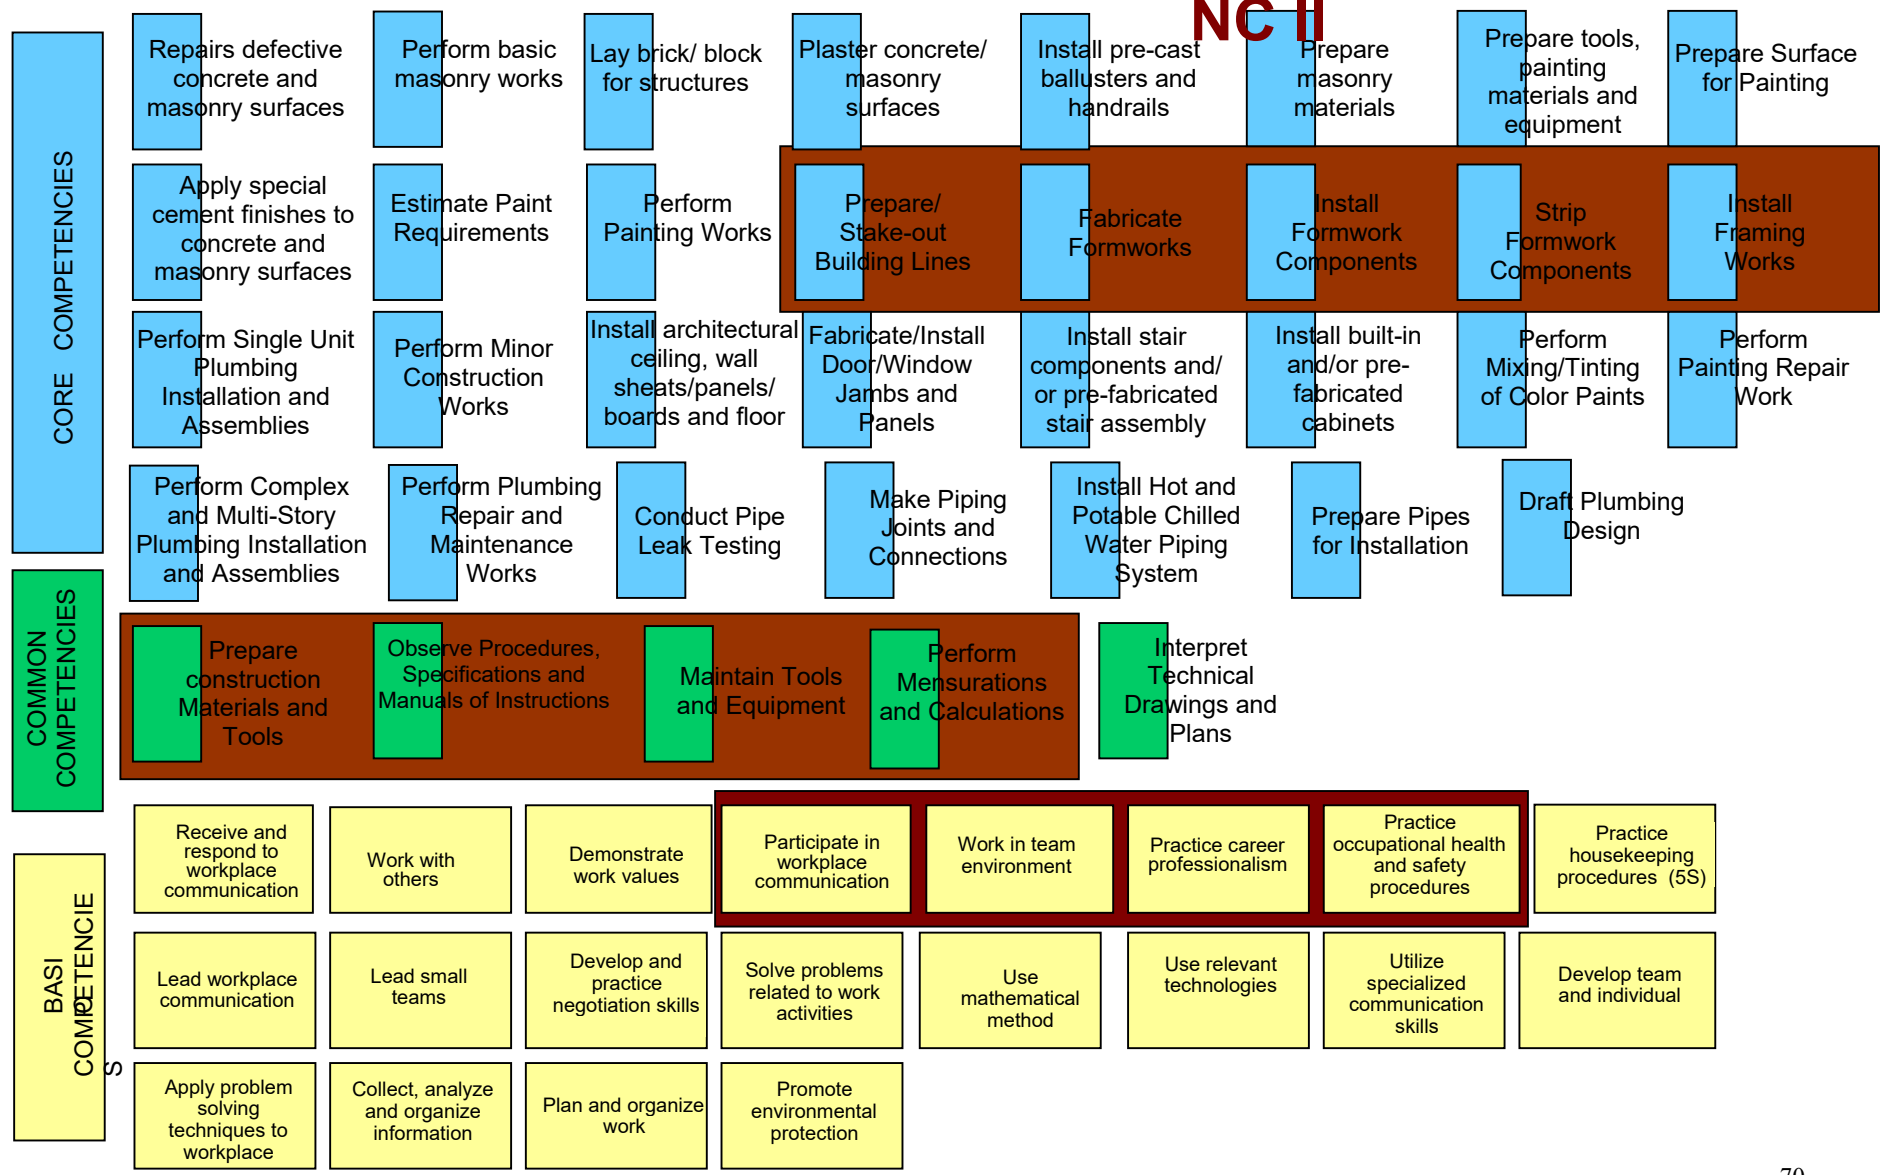 NC II
CORE COMPETENCIES
Repairs defective
concrete and
masonry surfaces
Perform basic
masonry works
Lay brick/ block
for structures
Plaster concrete/
masonry
surfaces
Install pre-cast
ballusters and
handrails
Prepare
masonry
materials
Prepare tools,
painting
materials and
equipment
Prepare Surface
for Painting
Apply special
cement finishes to
concrete and
masonry surfaces
Estimate Paint
Requirements
Perform
Painting Works
Prepare/
Stake-out
Building Lines
Fabricate
Formworks
Install
Formwork
Components
Strip
Formwork
Components
Install
Framing
Works
Perform Single Unit
Plumbing
Installation and
Assemblies
Perform Minor
Construction
Works
Install architectural
ceiling, wall
sheats/panels/
boards and floor
Fabricate/Install
Door/Window
Jambs and
Panels
Install stair
components and/
or pre-fabricated
stair assembly
Install built-in
and/or pre-
fabricated
cabinets
Perform
Mixing/Tinting
of Color Paints
Perform
Painting Repair
Work
Perform Complex
and Multi-Story
Plumbing Installation
and Assemblies
Perform Plumbing
Repair and
Maintenance
Works
Conduct Pipe
Leak Testing
Make Piping
Joints and
Connections
Install Hot and
Potable Chilled
Water Piping
System
Prepare Pipes
for Installation
Draft Plumbing
Design
COMMON
COMPETENCIES
Prepare
construction
Materials and
Tools
Observe Procedures,
Specifications and
Manuals of Instructions
Maintain Tools
and Equipment
Perform
Mensurations
and Calculations
Interpret
Technical
Drawings and
Plans
BASI
COMPETENCIE
S
Receive and
respond to
workplace
communication
Work with
others
Demonstrate
work values
Participate in
workplace
communication
Work in team
environment
Practice career
professionalism
Practice
occupational health
and safety
procedures
Practice
housekeeping
procedures (5S)
Lead workplace
communication
Lead small
teams
Develop and
practice
negotiation skills
Solve problems
related to work
activities
Use
mathematical
method
Use relevant
technologies
Utilize
specialized
communication
skills
Develop team
and individual
Apply problem
solving
techniques to
workplace
Collect, analyze
and organize
information
Plan and organize
work
Promote
environmental
protection